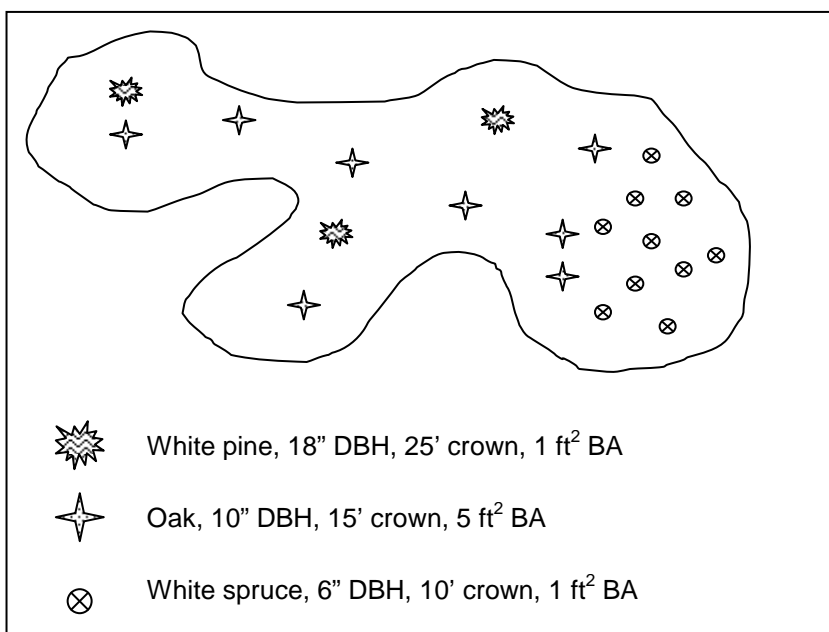 White pine, 18” DBH, 25’ crown, 1 ft² BA
Oak, 10” DBH, 15’ crown, 5 ft² BA
White spruce, 6” DBH, 10’ crown, 1 ft² BA